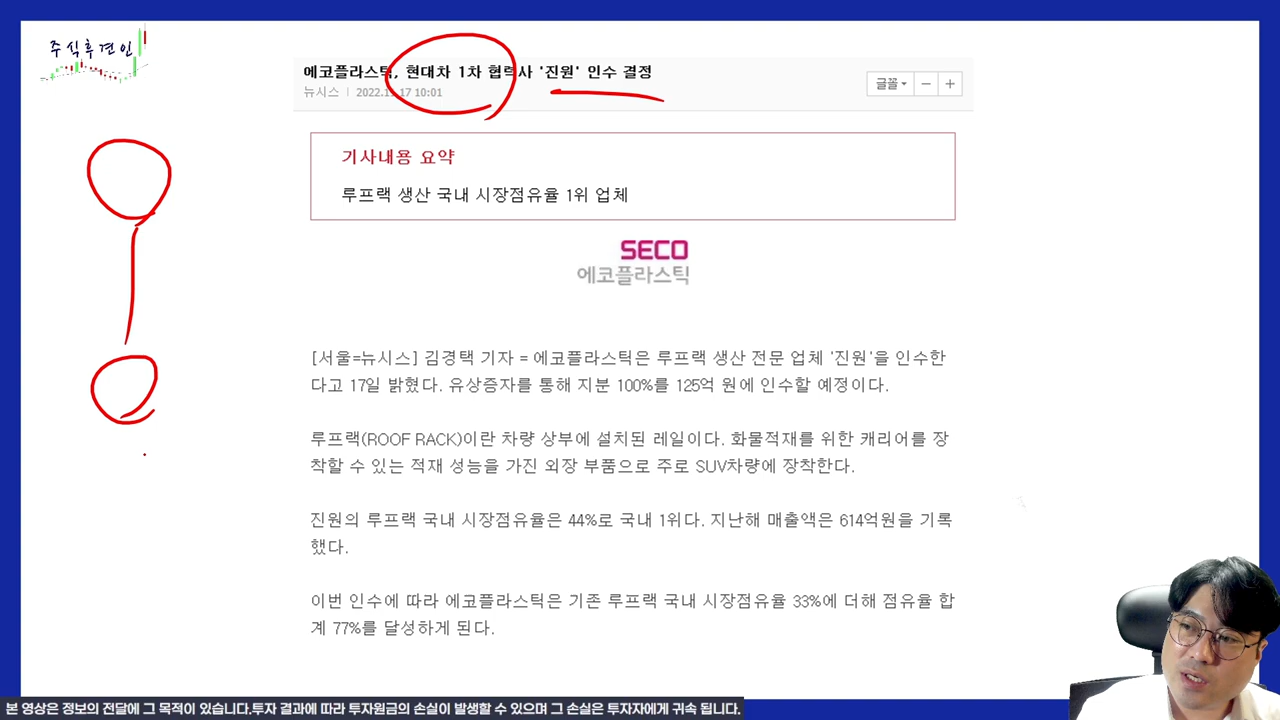 주식후견인
에코플라스틱, 현대차 1차 협력사 '진원' 인수 결정
글꼴
뉴시스 | 2022.11.17 10:01
기사내용 요약
루프랙 생산 국내 시장점유율 1위 업체
SECO
에코플라스틱
[서울=뉴시스] 김경택 기자 = 에코플라스틱은 루프랙 생산 전문 업체 '진원'을 인수한
다고 17일 밝혔다. 유상증자를 통해 지분 100%를 125억 원에 인수할 예정이다.
루프랙(ROOF RACK)이란 차량 상부에 설치된 레일이다. 화물적재를 위한 캐리어를 장
착할 수 있는 적재 성능을 가진 외장 부품으로 주로 SUV차량에 장착한다.
진원의 루프랙 국내 시장점유율은 44%로 국내 1위다. 지난해 매출액은 614억원을 기록
했다.
이번 인수에 따라 에코플라스틱은 기존 루프랙 국내 시장점유율 33%에 더해 점유율 합
계 77%를 달성하게 된다.
본 영상은 정보의 전달에 그 목적이 있습니다.투자 결과에 따라 투자원금의 손실이 발생할 수 있으며 그 손실은 투자자에게 귀속 됩니다.